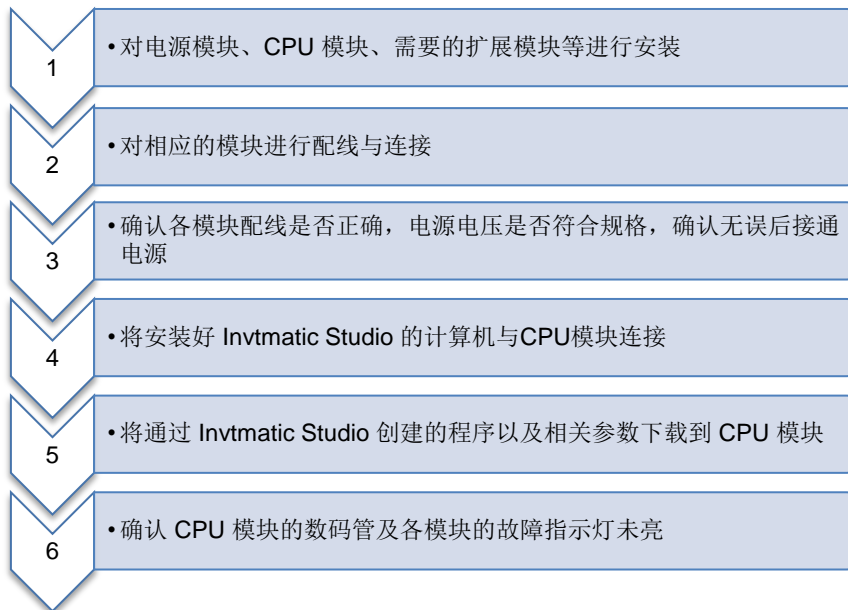 1
•对电源模块、CPU 模块、需要的扩展模块等进行安装
2
•对相应的模块进行配线与连接
3
•确认各模块配线是否正确，电源电压是否符合规格，确认无误后接通
电源
4
•将安装好 Invtmatic Studio 的计算机与CPU模块连接
5
•将通过 Invtmatic Studio 创建的程序以及相关参数下载到 CPU 模块
6
•确认 CPU 模块的数码管及各模块的故障指示灯未亮